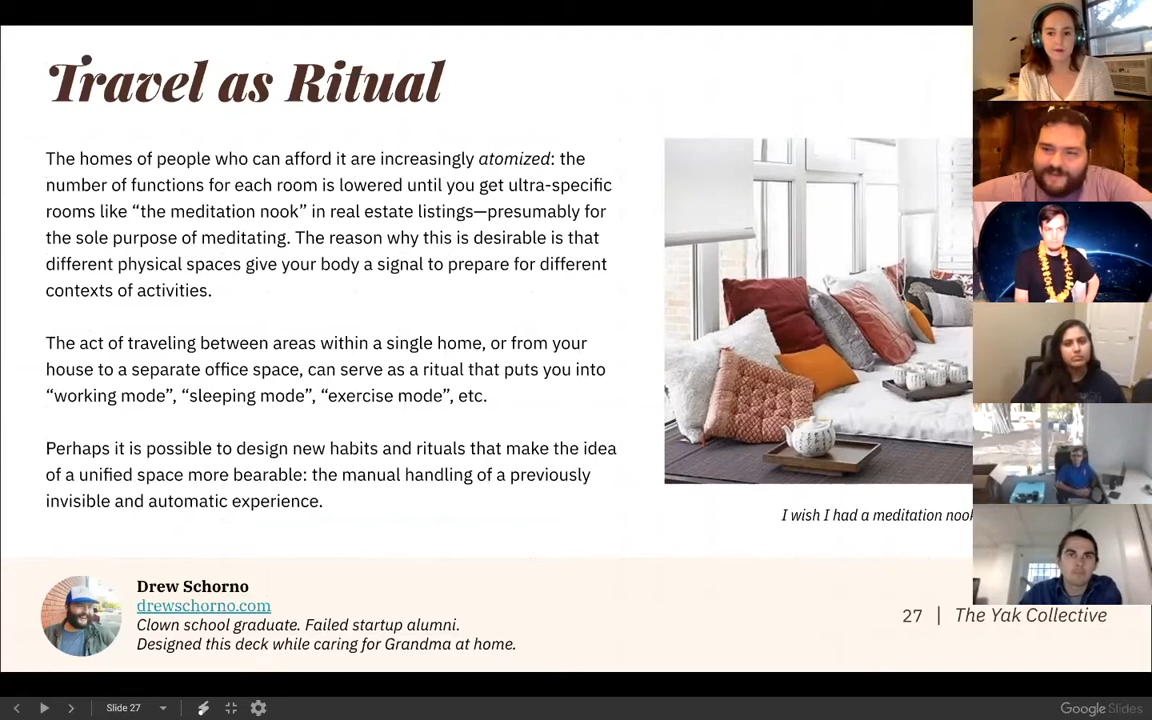 Travel as Ritual
The homes of people who can afford it are increasingly atomized: the
number of functions for each room is lowered until you get ultra-specific
rooms like “the meditation nook” in real estate listings—presumably for
the sole purpose of meditating. The reason why this is desirable is that
different physical spaces give your body a signal to prepare for different
contexts of activities.
The act of traveling between areas within a single home, or from your
house to a separate office space, can serve as a ritual that puts you into
“working mode”, “sleeping mode”, “exercise mode”, etc.
Perhaps it is possible to design new habits and rituals that make the idea
of a unified space more bearable: the manual handling of a previously
invisible and automatic experience.
I wish I had a meditation nook
Drew Schorno
drewschorno.com
Clown school graduate. Failed startup alumni.
Designed this deck while caring for Grandma at home.
27 | The Yak Collective
Slide 27
Google Slides